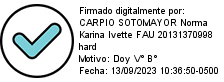 Firmado digitalmente por:
CARPIO SOTOMAYOR Norma
Karina Ivette FAU 20131370998
hard
Motivo: Doy V° B°
Fecha: 13/09/2023 10:36:50-0500